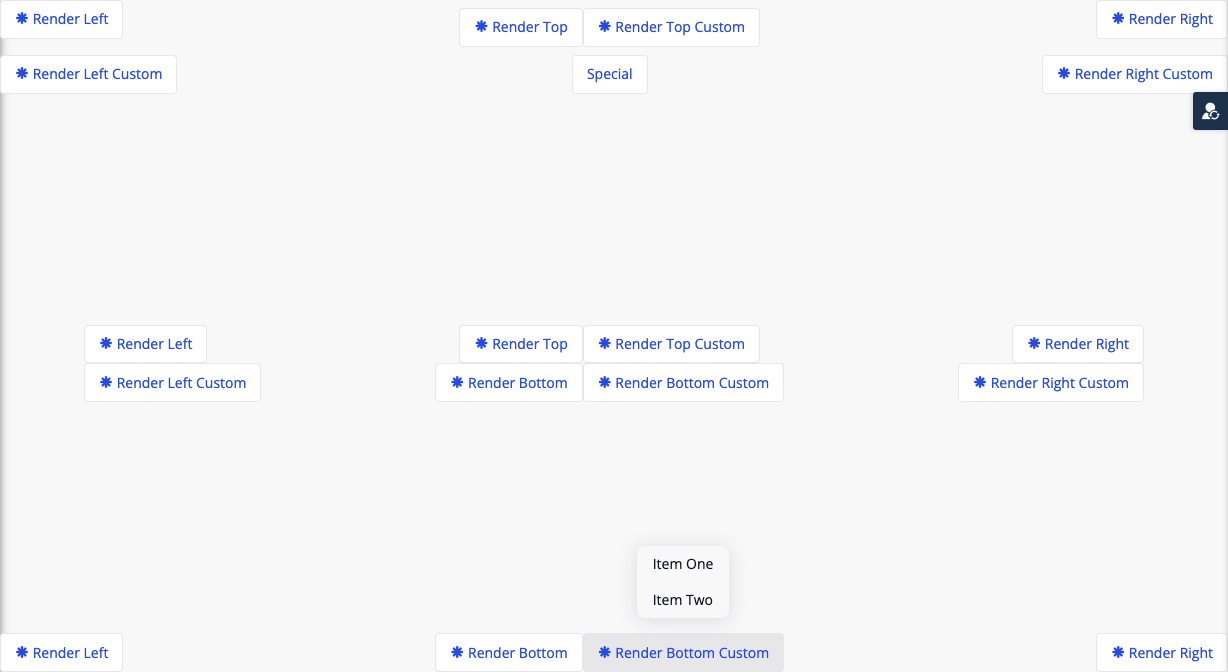 Render Left
Render Top
Render Top Custom
Render Right
Render Left Custom
Special
Render Right Custom
Render Left
Render Top
Render Top Custom
Render Right
Render Left Custom
Render Bottom
Render Bottom Custom
Render Right Custom
Item One
Item Two
Render Left
Render Bottom
Render Bottom Custom
Render Right